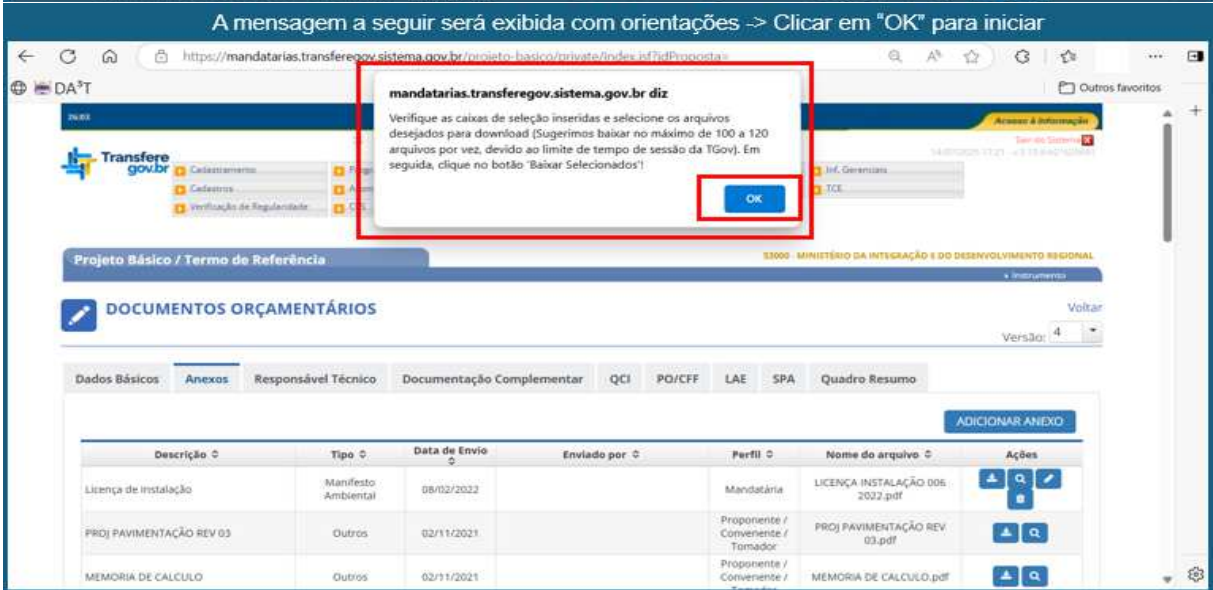 A mensagem a seguir será exibida com orientações -> Clicar em "OK" para iniciar
https://mandatarias.transferegov.sistema.gov.br/projeto-basico/private/index.jsf?idProposta=
DA³T
Outros favoritos
mandatarias.transferegov.sistema.gov.br diz
Verifique as caixas de seleção inseridas e selecione os arquivos
desejados para download (Sugerimos baixar no máximo de 100 a 120
arquivos por vez, devido ao limite de tempo de sessão da TGov). Em
seguida, clique no botão 'Baixar Selecionados'!
OK
Acesso à Informação
Transfere
gov.br
Cadastramento
Inf. Gerenciais
Cadastros
TCE
Verificação de Regularidade
Projeto Básico / Termo de Referência
53000 - MINISTÉRIO DA INTEGRAÇÃO E DO DESENVOLVIMENTO REGIONAL
+ Instrumento
DOCUMENTOS ORÇAMENTÁRIOS
Voltar
Versão: 4
Dados Básicos Anexos Responsável Técnico Documentação Complementar QCI PO/CFF LAE SPA Quadro Resumo
ADICIONAR ANEXO
Descrição Tipo Data de Envio Enviado por Perfil Nome do arquivo Ações
Licença de instalação Manifesto Ambiental 08/02/2022 Mandatária LICENÇA INSTALAÇÃO 006 2022.pdf
PROJ PAVIMENTAÇÃO REV 03 Outros 02/11/2021 Proponente / Convenente / Tomador PROJ PAVIMENTAÇÃO REV 03.pdf
MEMORIA DE CALCULO Outros 02/11/2021 Proponente / Convenente / MEMORIA DE CALCULO.pdf